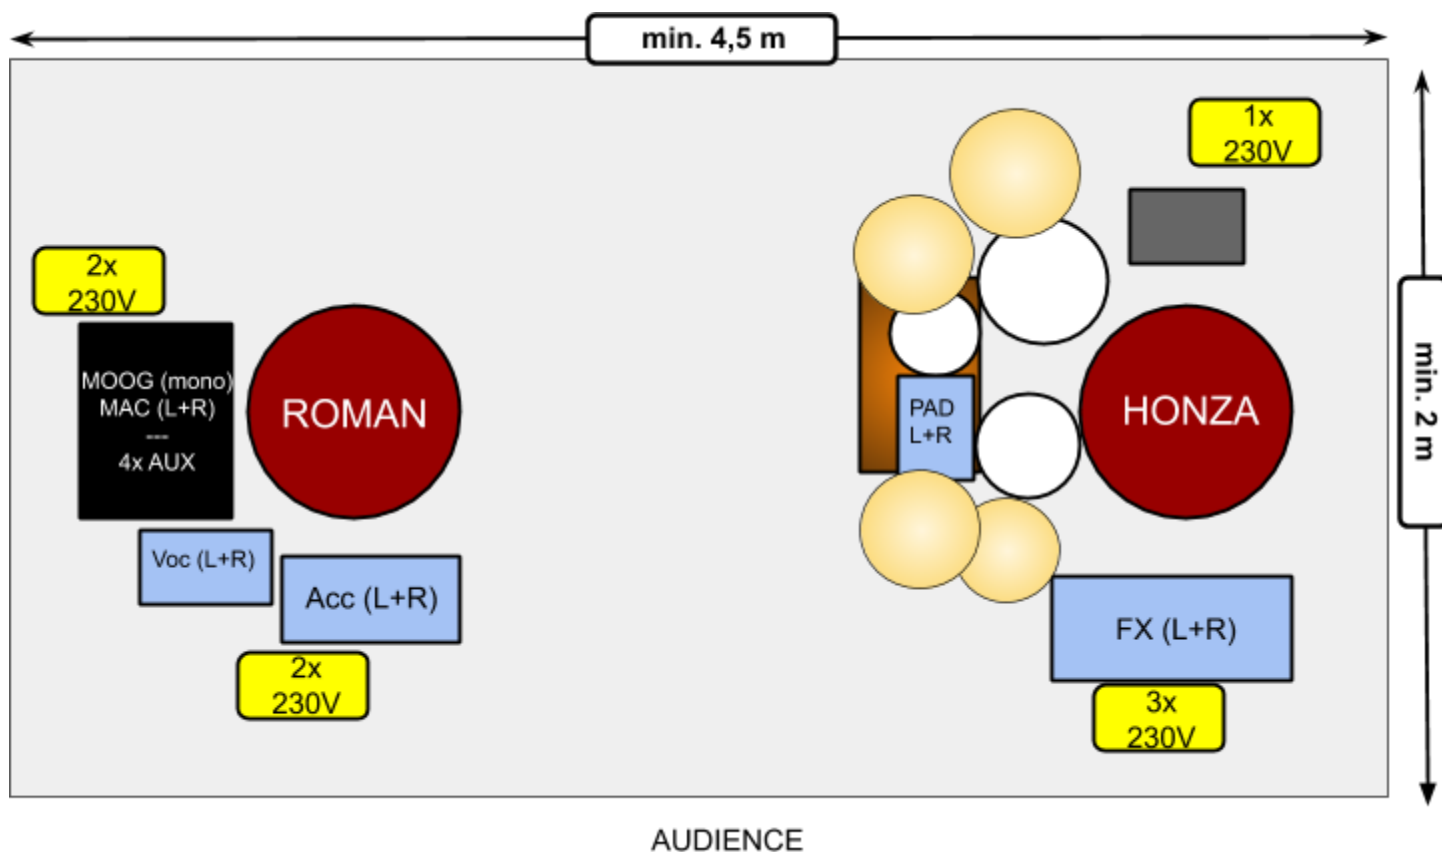 min. 4,5 m
1x
230V
2x
230V
MOOG (mono)
MAC (L+R)
---
4x AUX
ROMAN
PAD
L+R
HONZA
min. 2 m
Voc (L+R)
Acc (L+R)
FX (L+R)
2x
230V
3x
230V
AUDIENCE